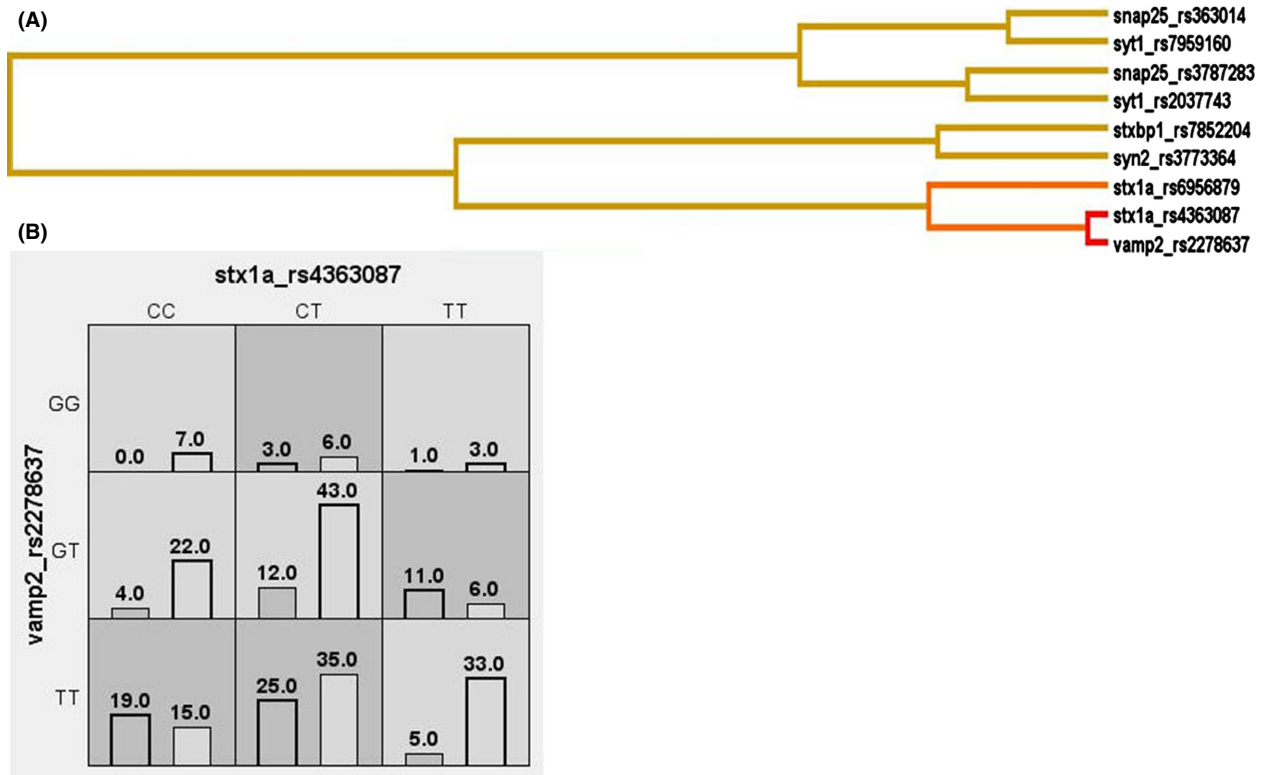 (A)
snap25_rs363014
syt1_rs7959160
snap25_rs3787283
syt1_rs2037743
stxbp1_rs7852204
syn2_rs3773364
stx1a_rs6956879
stx1a_rs4363087
vamp2_rs2278637
(B)
stx1a_rs4363087
CC CT TT
vamp2_rs2278637
GG
0.0 7.0 3.0 6.0 1.0 3.0
GT
4.0 22.0 12.0 43.0 11.0 6.0
TT
19.0 15.0 25.0 35.0 5.0 33.0